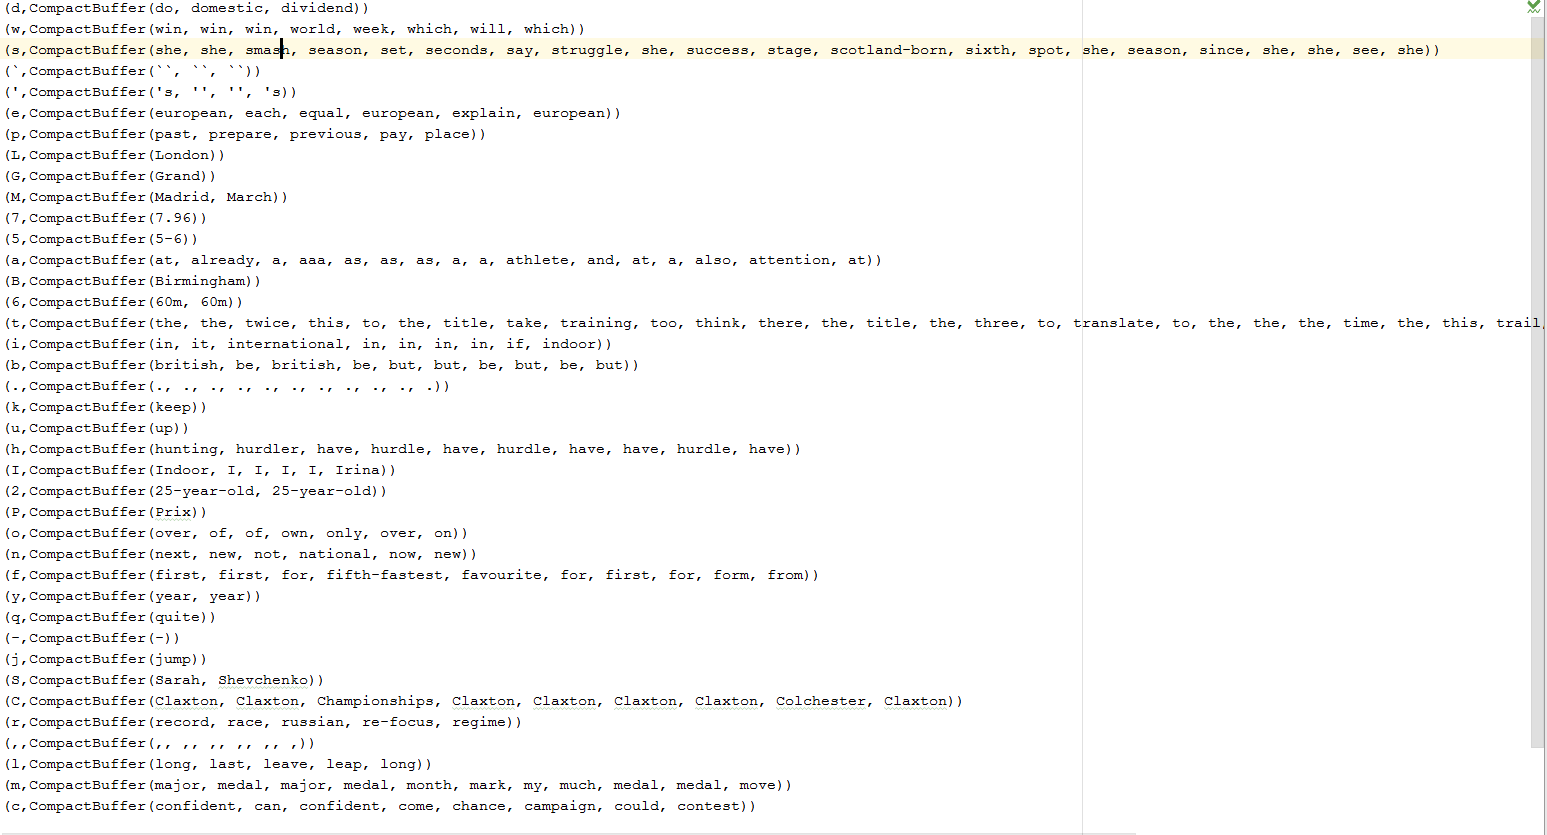 (d,CompactBuffer(do, domestic, dividend))
(w,CompactBuffer(win, win, win, world, week, which, will, which))
(s,CompactBuffer(she, she, smash, season, set, seconds, say, struggle, she, success, stage, scotland-born, sixth, spot, she, season, since, she, she, see, she))
(`,CompactBuffer(``, ``, ``))
(',CompactBuffer('s, '', '', 's))
(e,CompactBuffer(european, each, equal, european, explain, european))
(p,CompactBuffer(past, prepare, previous, pay, place))
(L,CompactBuffer(London))
(G,CompactBuffer(Grand))
(M,CompactBuffer(Madrid, March))
(7,CompactBuffer(7.96))
(5,CompactBuffer(5-6))
(a,CompactBuffer(at, already, a, aaa, as, as, as, a, a, athlete, and, at, a, also, attention, at))
(B,CompactBuffer(Birmingham))
(6,CompactBuffer(60m, 60m))
(t,CompactBuffer(the, the, twice, this, to, the, title, take, training, too, think, there, the, title, the, three, to, translate, to, the, the, the, time, the, this, trail,
(i,CompactBuffer(in, it, international, in, in, in, in, if, indoor))
(b,CompactBuffer(british, be, british, be, but, but, be, but, be, but))
(.,CompactBuffer(., ., ., ., ., ., ., ., ., ., .))
(k,CompactBuffer(keep))
(u,CompactBuffer(up))
(h,CompactBuffer(hunting, hurdler, have, hurdle, have, hurdle, have, have, hurdle, have))
(I,CompactBuffer(Indoor, I, I, I, I, Irina))
(2,CompactBuffer(25-year-old, 25-year-old))
(P,CompactBuffer(Prix))
(o,CompactBuffer(over, of, of, own, only, over, on))
(n,CompactBuffer(next, new, not, national, now, new))
(f,CompactBuffer(first, first, for, fifth-fastest, favourite, for, first, for, form, from))
(y,CompactBuffer(year, year))
(q,CompactBuffer(quite))
(-,CompactBuffer(-))
(j,CompactBuffer(jump))
(S,CompactBuffer(Sarah, Shevchenko))
(C,CompactBuffer(Claxton, Claxton, Championships, Claxton, Claxton, Claxton, Claxton, Colchester, Claxton))
(r,CompactBuffer(record, race, russian, re-focus, regime))
(,,CompactBuffer(,, ,, ,, ,, ,, ,))
(l,CompactBuffer(long, last, leave, leap, long))
(m,CompactBuffer(major, medal, major, medal, month, mark, my, much, medal, medal, move))
(c,CompactBuffer(confident, can, confident, come, chance, campaign, could, contest))